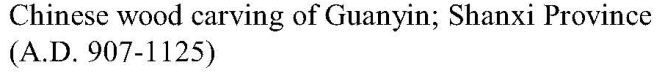 Chinese wood carving of Guanyin; Shanxi Province
(A.D. 907-1125)